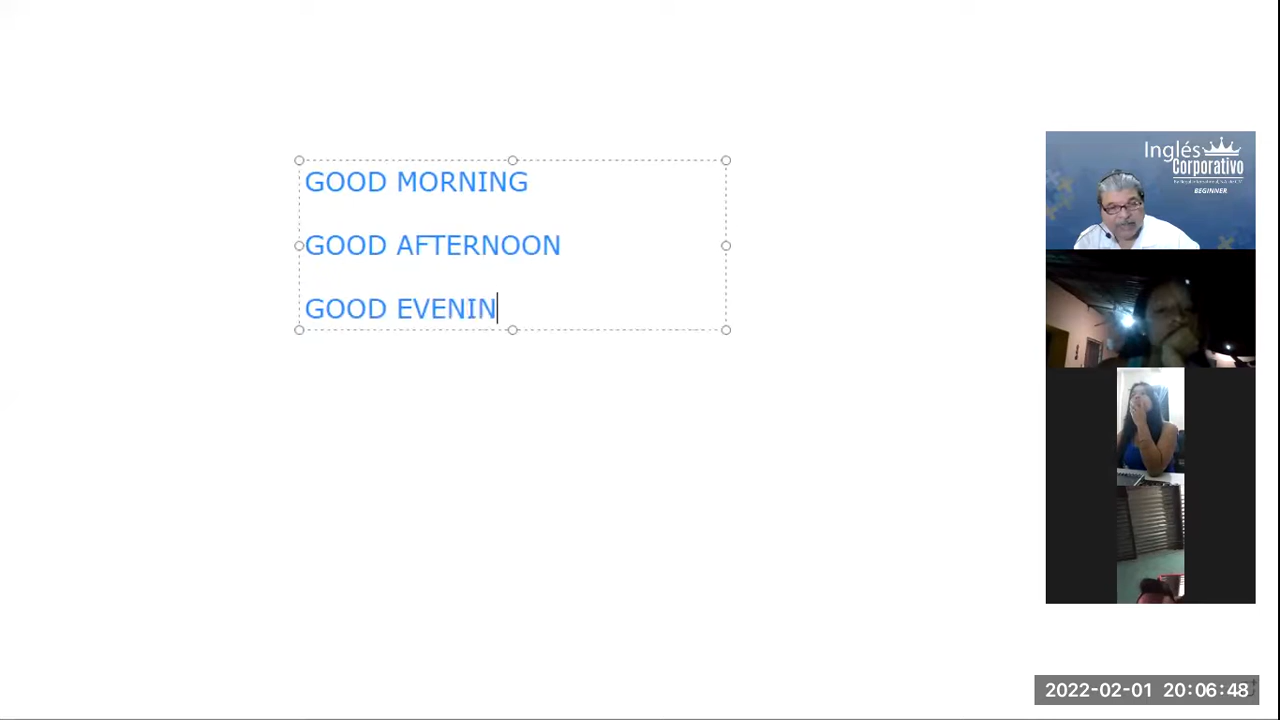 GOOD MORNING
GOOD AFTERNOON
GOOD EVENIN
Inglés
Corporativo
BEGINNER
2022-02-01 20:06:48